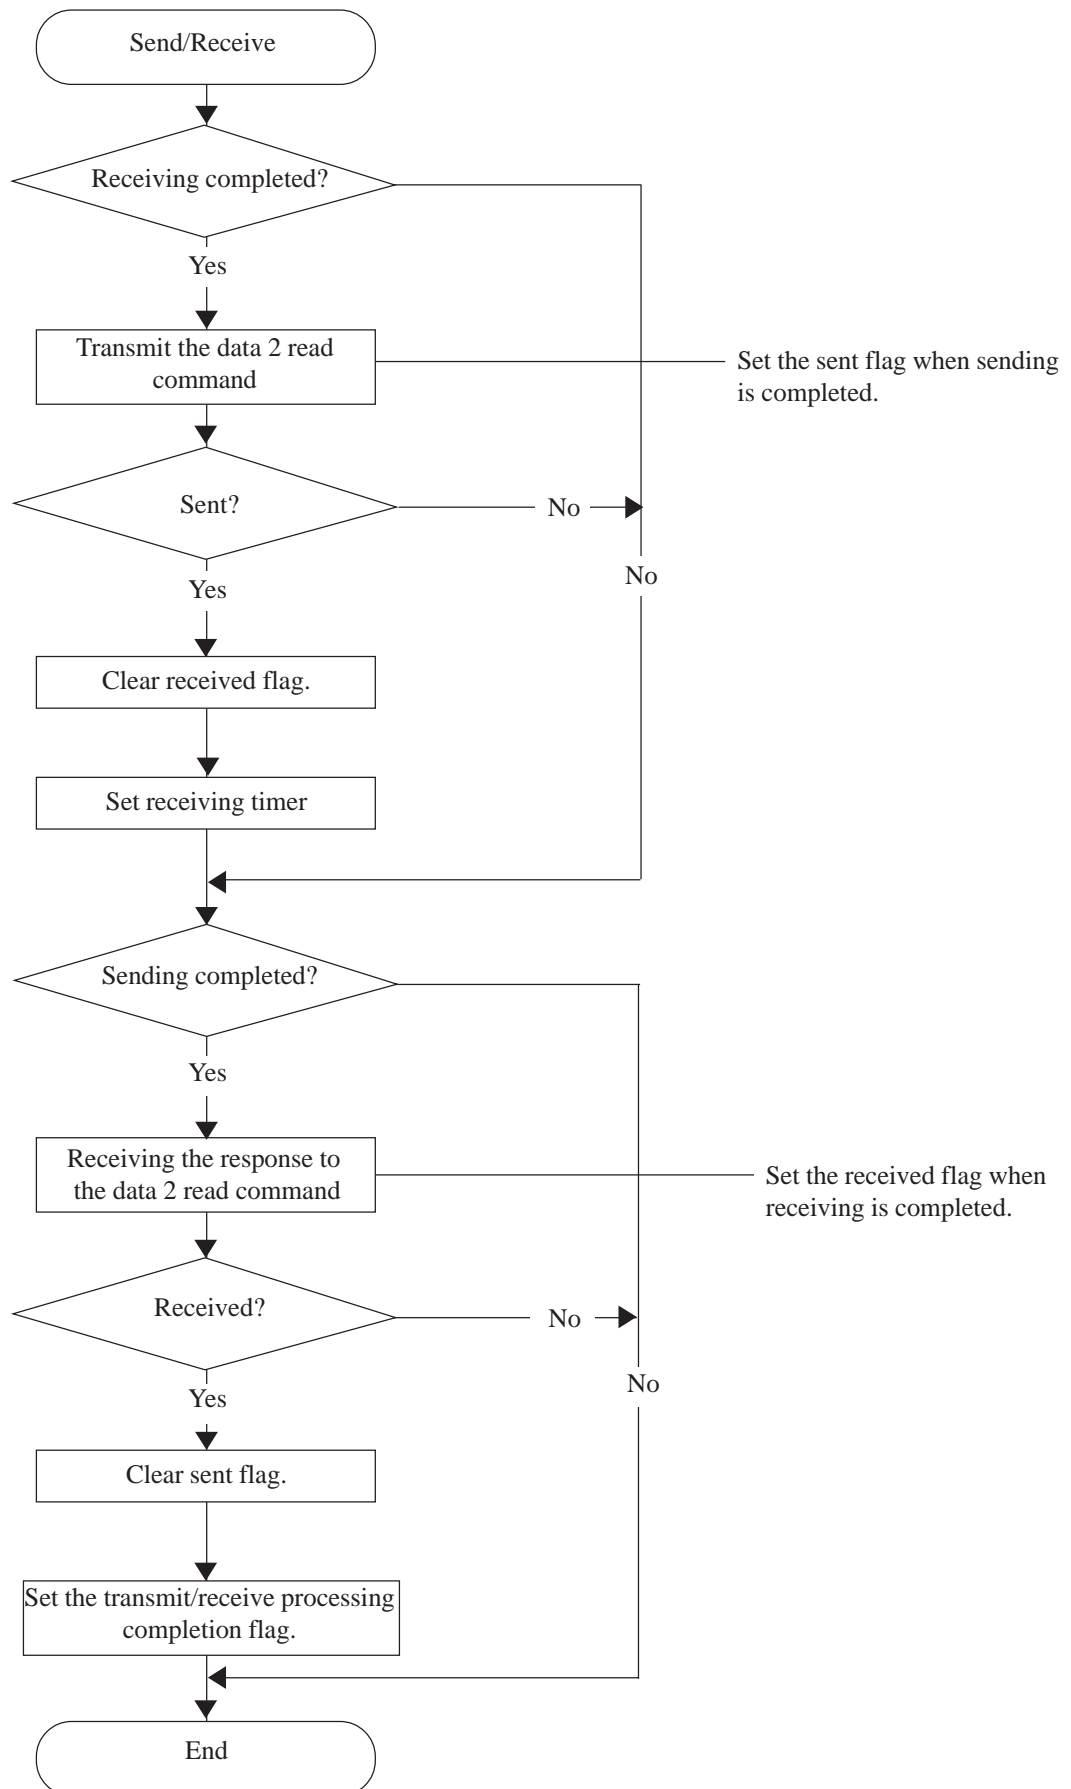 Send/Receive
Receiving completed?
Yes
Transmit the data 2 read
command
Set the sent flag when sending
is completed.
Sent?
No
No
Yes
Clear received flag.
Set receiving timer
Sending completed?
Yes
Receiving the response to
the data 2 read command
Set the received flag when
receiving is completed.
Received?
No
No
Yes
Clear sent flag.
Set the transmit/receive processing
completion flag.
End